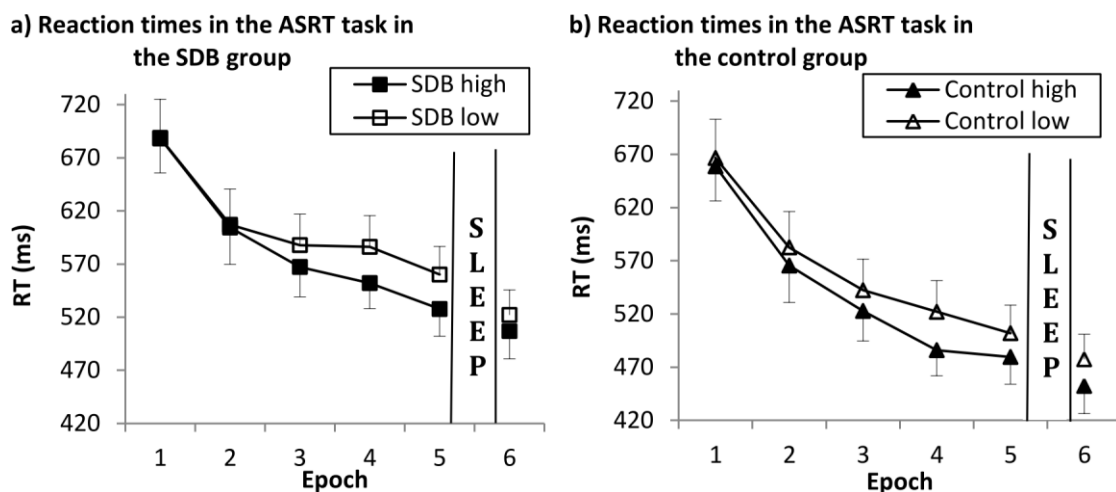 a) Reaction times in the ASRT task in
the SDB group
SDB high
SDB low
720
670
620
570
520
470
420
RT (ms)
S
L
E
E
P
1 2 3 4 5 6
Epoch
b) Reaction times in the ASRT task in
the control group
Control high
Control low
720
670
620
570
520
470
420
RT (ms)
S
L
E
E
P
1 2 3 4 5 6
Epoch